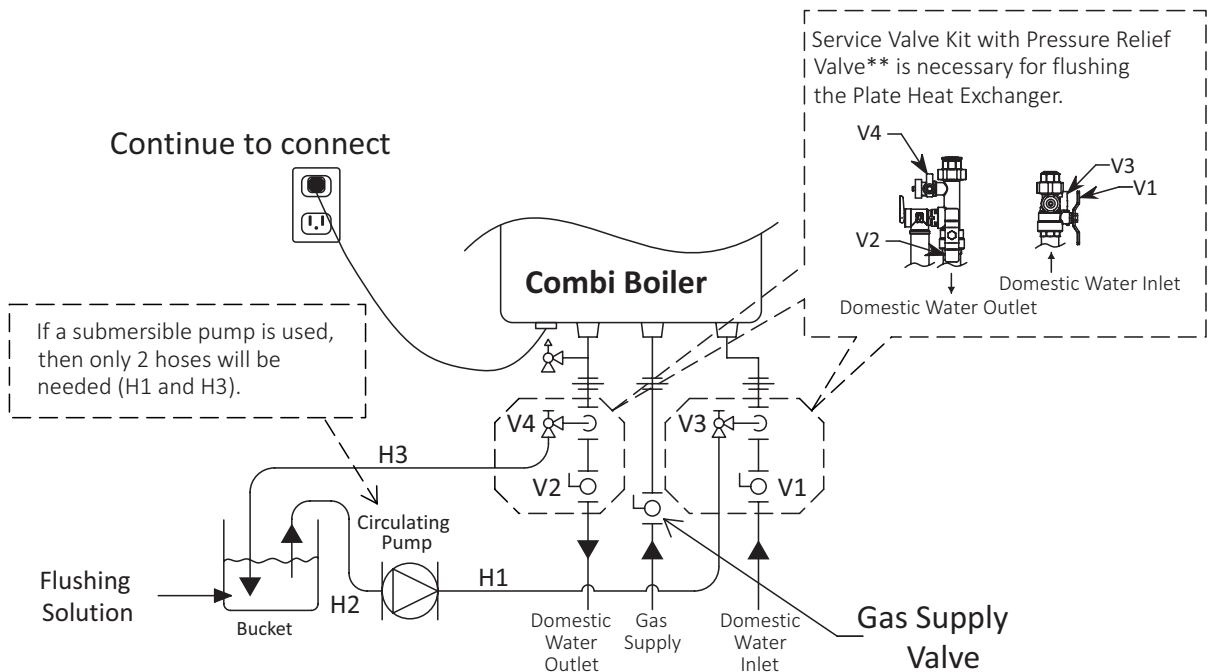 Service Valve Kit with Pressure Relief
Valve** is necessary for flushing
the Plate Heat Exchanger.
V4
V3
V1
V2
Domestic Water Inlet
Domestic Water Outlet
Continue to connect
Combi Boiler
If a submersible pump is used,
then only 2 hoses will be
needed (H1 and H3).
V4
V3
H3
V2
V1
Circulating
Pump
H1
Flushing
Solution
H2
Bucket
Domestic
Water
Outlet
Gas
Supply
Domestic
Water
Inlet
Gas Supply
Valve